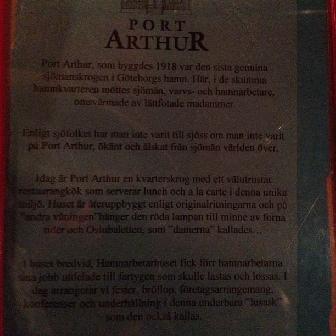 PORT
ARTHUR
Port Arthur, som byggdes 1918 var den sista genuina
sjömanskrogen i Göteborgs hamn. Här, i de skumma
hamnkvarteren möttes sjömän, varvs- och hamnarbetare,
omsvärmade av lättfotade madammer.
Enligt sjöfolket har man inte varit till sjöss om man inte varit
på Port Arthur, ökänt och älskat från sjömän världen över.
Idag är Port Arthur en kvarterskrog med ett välutrustat
restaurangkök som serverar lunch och a la carte i denna unika
miljö. Huset är återuppbyggt enligt originalritningarna och på
"andra våningen" hänger den röda lampan till minne av forna
tider och Oslobaletten, som "damerna" kallades...
I huset bredvid, Hamnarbetarhuset fick förr hamnarbetarna
sina jobb utdelade till fartygen som skulle lastas och lossas. I
dag arrangerar vi fester, bröllop, företagsarrangemang,
konferenser och underhållning i denna underbara
som den också kallas.